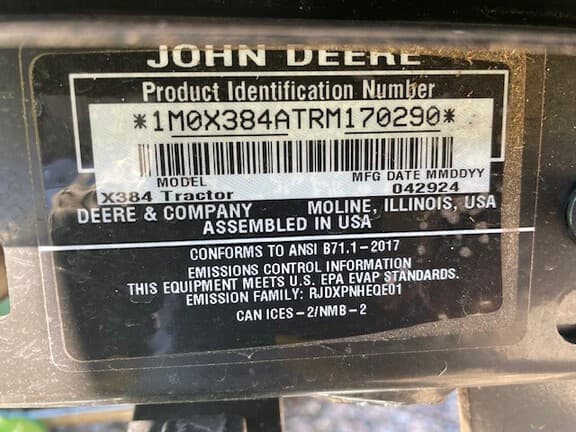 JOHN DEERE
Product Identification Number
*1M0X384ATRM170290*
MODEL MFG DATE MMDDYY
X384 Tractor 042924
DEERE & COMPANY MOLINE, ILLINOIS, USA
ASSEMBLED IN USA
CONFORMS TO ANSI B71.1-2017
EMISSIONS CONTROL INFORMATION
THIS EQUIPMENT MEETS U.S. EPA EVAP STANDARDS.
EMISSION FAMILY: RJDXPNHEQE01
CAN ICES-2/NMB-2